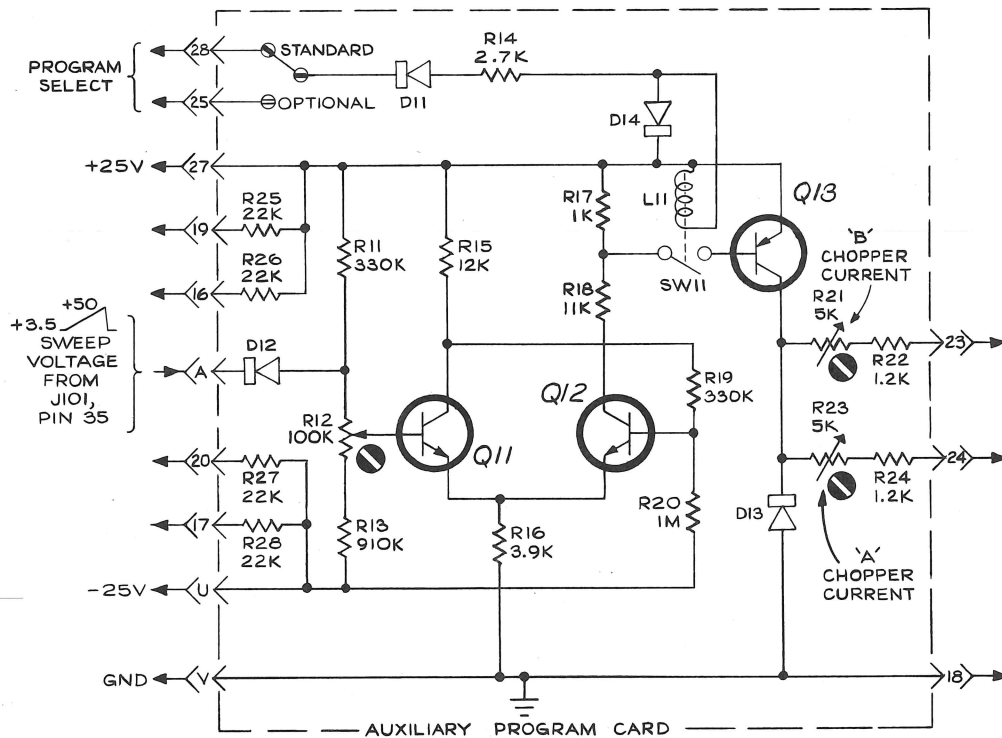 PROGRAM
SELECT
28
STANDARD
25
OPTIONAL
D11
R14
2.7K
D14
+25V
27
19
R25
22K
16
R26
22K
R11
330K
R15
12K
R17
1K
R18
11K
L11
SW11
Q13
'B'
CHOPPER
CURRENT
R21
5K
R22
1.2K
23
+50
+3.5
SWEEP
VOLTAGE
FROM
J101,
PIN 35
A
D12
R12
100K
Q11
Q12
R19
330K
R23
5K
R24
1.2K
24
20
R27
22K
17
R28
22K
R13
910K
R16
3.9K
R20
1M
D13
'A'
CHOPPER
CURRENT
-25V
U
GND
V
18
AUXILIARY PROGRAM CARD